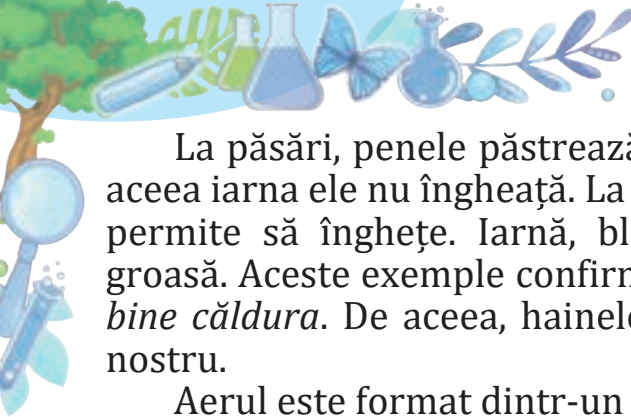 La păsări, penele păstrează
aceea iarna ele nu îngheață. La
permite să înghețe. Iarnă, bl
groasă. Aceste exemple confirm
bine căldura. De aceea, hainele
nostru.
Aerul este format dintr-un